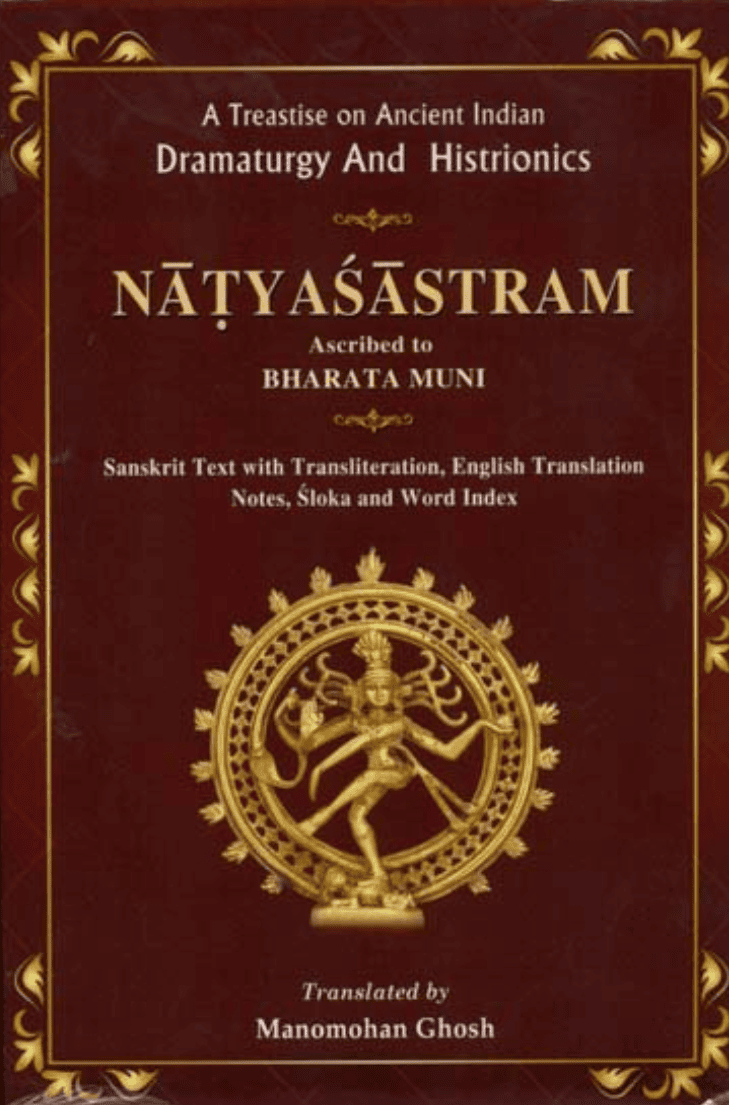 A Treastise on Ancient Indian
Dramaturgy And Histrionics
NĀṬYAŚĀSTRAM
Ascribed to
BHARATA MUNI
Sanskrit Text with Transliteration, English Translation
Notes, Śloka and Word Index
Translated by
Manomohan Ghosh